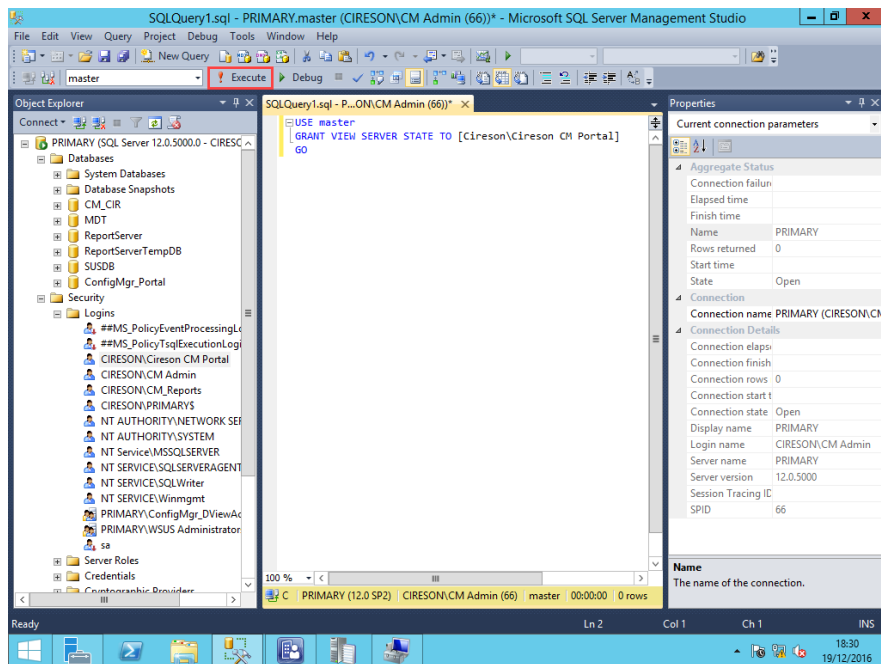 SQLQuery1.sql - PRIMARY.master (CIRESON\CM Admin (66))* - Microsoft SQL Server Management Studio
File Edit View Query Project Debug Tools Window Help
New Query
master Execute Debug
Object Explorer
Connect
PRIMARY (SQL Server 12.0.5000.0 - CIRESC
Databases
System Databases
Database Snapshots
CM_CIR
MDT
ReportServer
ReportServerTempDB
SUSDB
ConfigMgr_Portal
Security
Logins
##MS_PolicyEventProcessingLo
##MS_PolicyTsqlExecutionLogi
CIRESON\Cireson CM Portal
CIRESON\CM Admin
CIRESON\CM_Reports
CIRESON\PRIMARY$
NT AUTHORITY\NETWORK SER
NT AUTHORITY\SYSTEM
NT Service\MSSQLSERVER
NT SERVICE\SQLSERVERAGENT
NT SERVICE\SQLWriter
NT SERVICE\Winmgmt
PRIMARY\ConfigMgr_DViewAc
PRIMARY\WSUS Administrator
sa
Server Roles
Credentials
Cryptographic Providers
SQLQuery1.sql - P...ON\CM Admin (66))*
USE master
GRANT VIEW SERVER STATE TO [Cireson\Cireson CM Portal]
GO
100 %
C PRIMARY (12.0 SP2) CIRESON\CM Admin (66) master 00:00:00 0 rows
Properties
Current connection parameters
Aggregate Status
Connection failure
Elapsed time
Finish time
Name PRIMARY
Rows returned 0
Start time
State Open
Connection
Connection name PRIMARY (CIRESON\CM
Connection Details
Connection elapse
Connection finish
Connection rows 0
Connection start t
Connection state Open
Display name PRIMARY
Login name CIRESON\CM Admin
Server name PRIMARY
Server version 12.0.5000
Session Tracing ID
SPID 66
Name
The name of the connection.
Ready Ln 2 Col 1 Ch 1 INS
18:30
19/12/2016